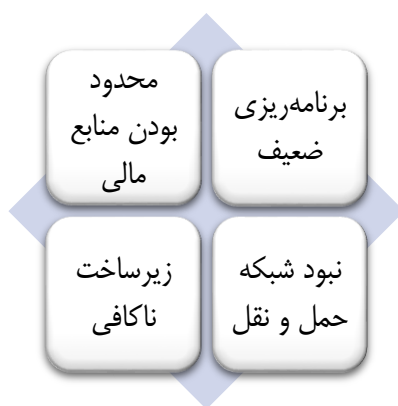 برنامه‌ریزی
ضعیف
محدود
بودن منابع
مالی
نبود شبکه
حمل و نقل
زیرساخت
ناکافی